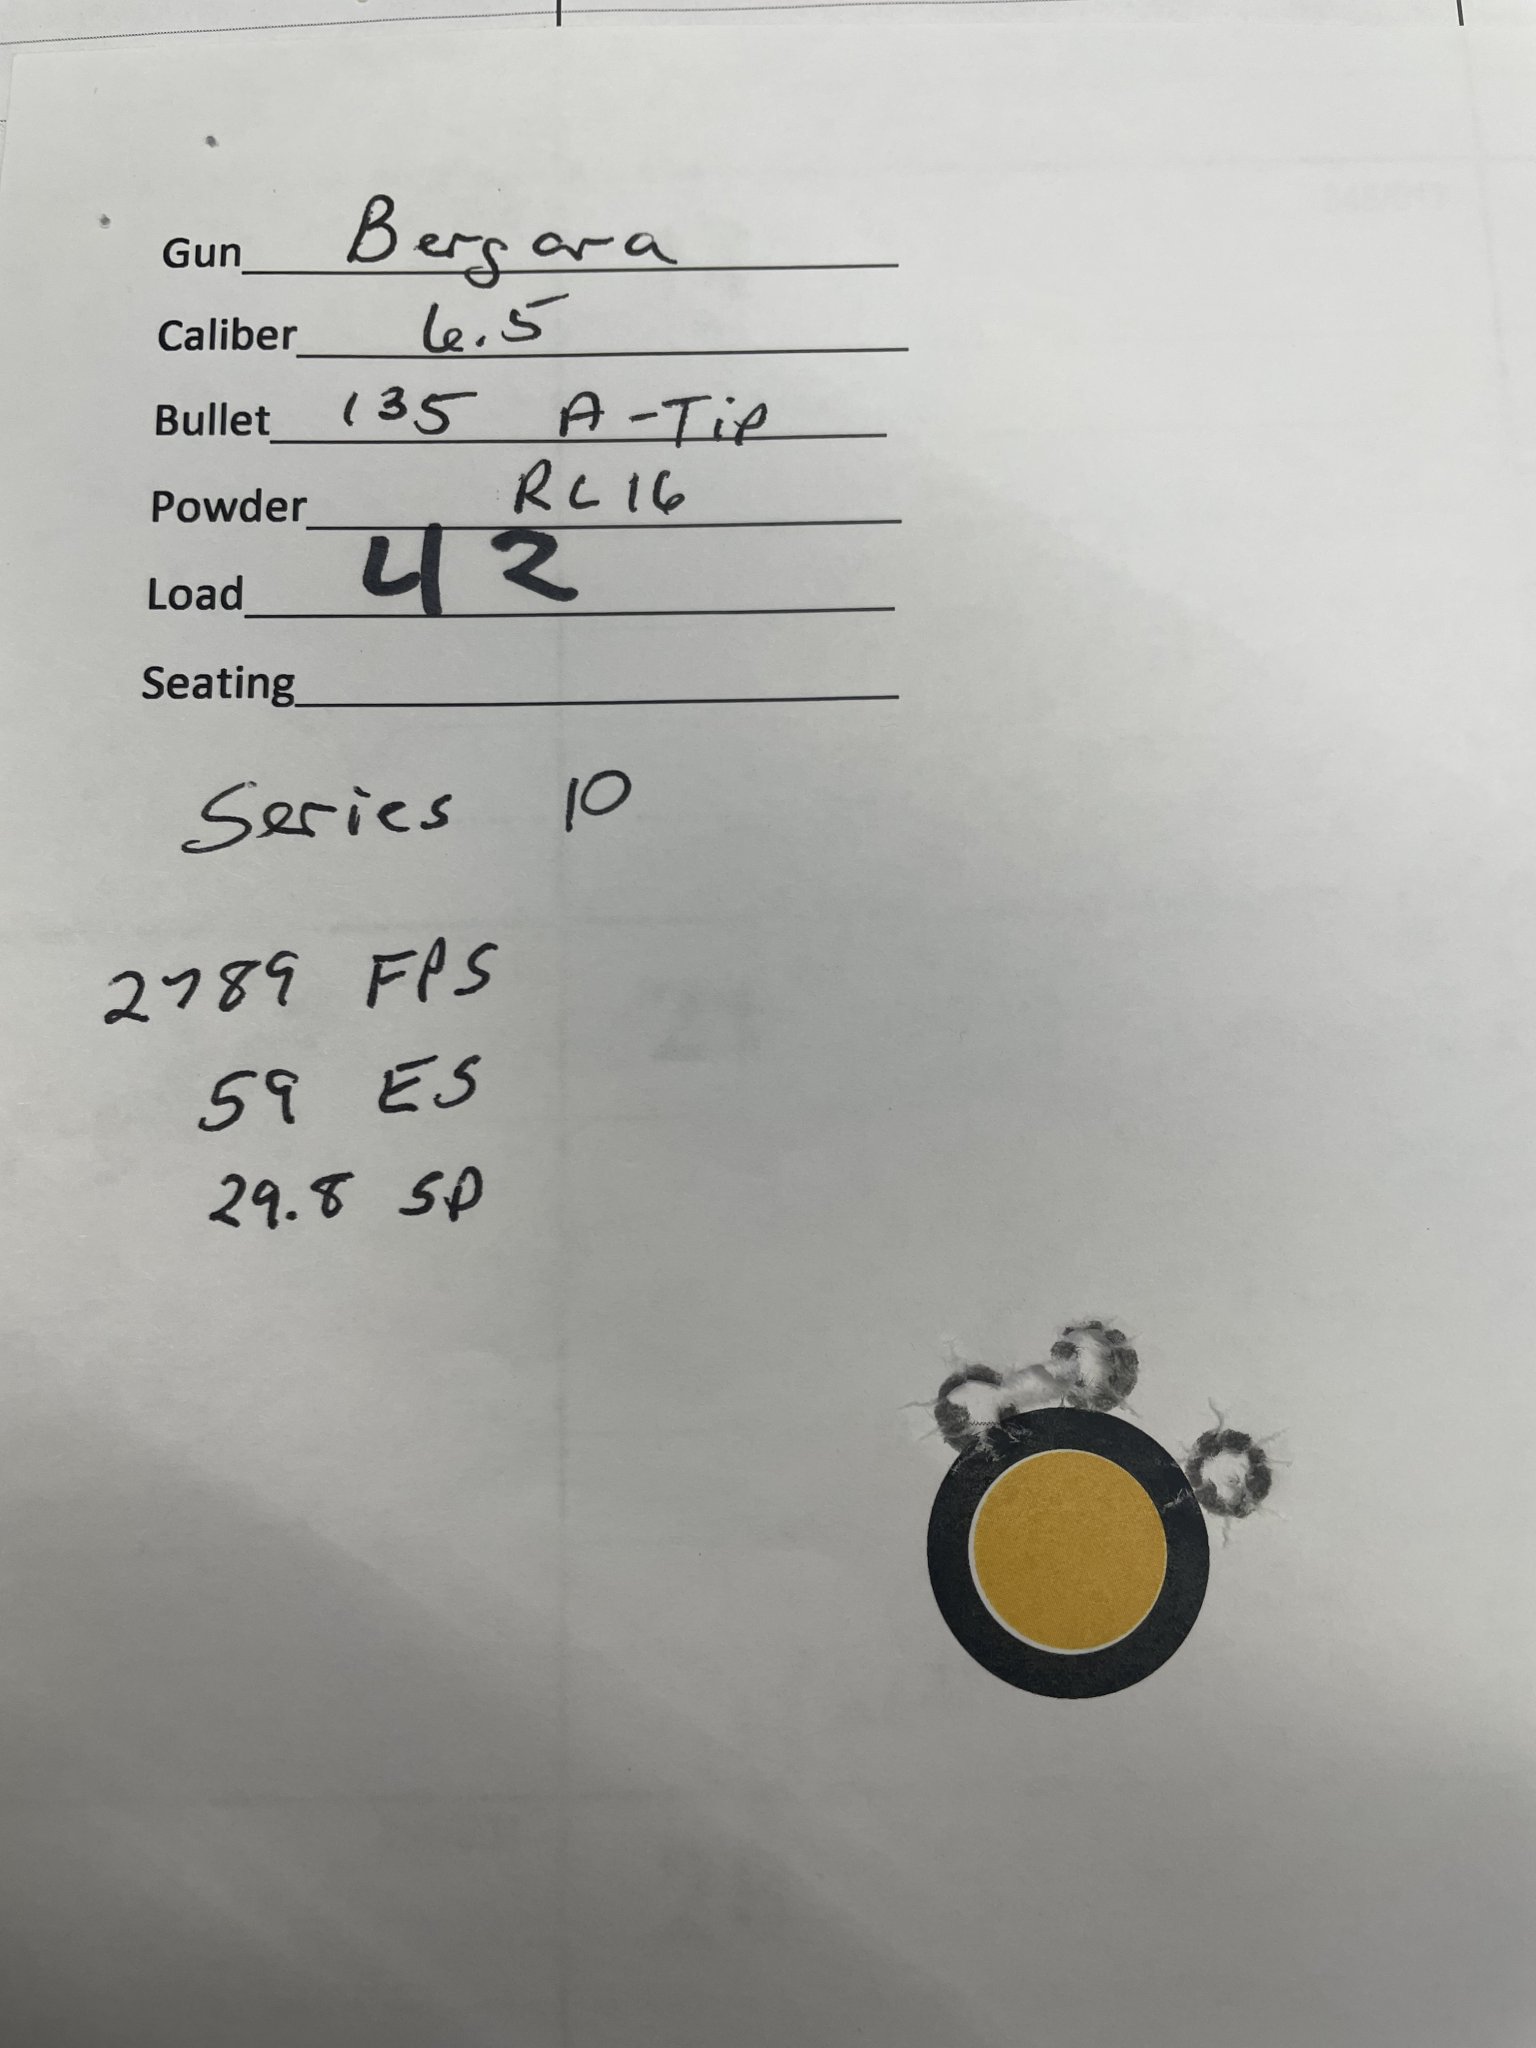 Gun Bergara
Caliber 6.5
Bullet 135 A-Tip
Powder RL16
Load 42
Seating
Series 10
2789 FPS
59 ES
29.8 SD